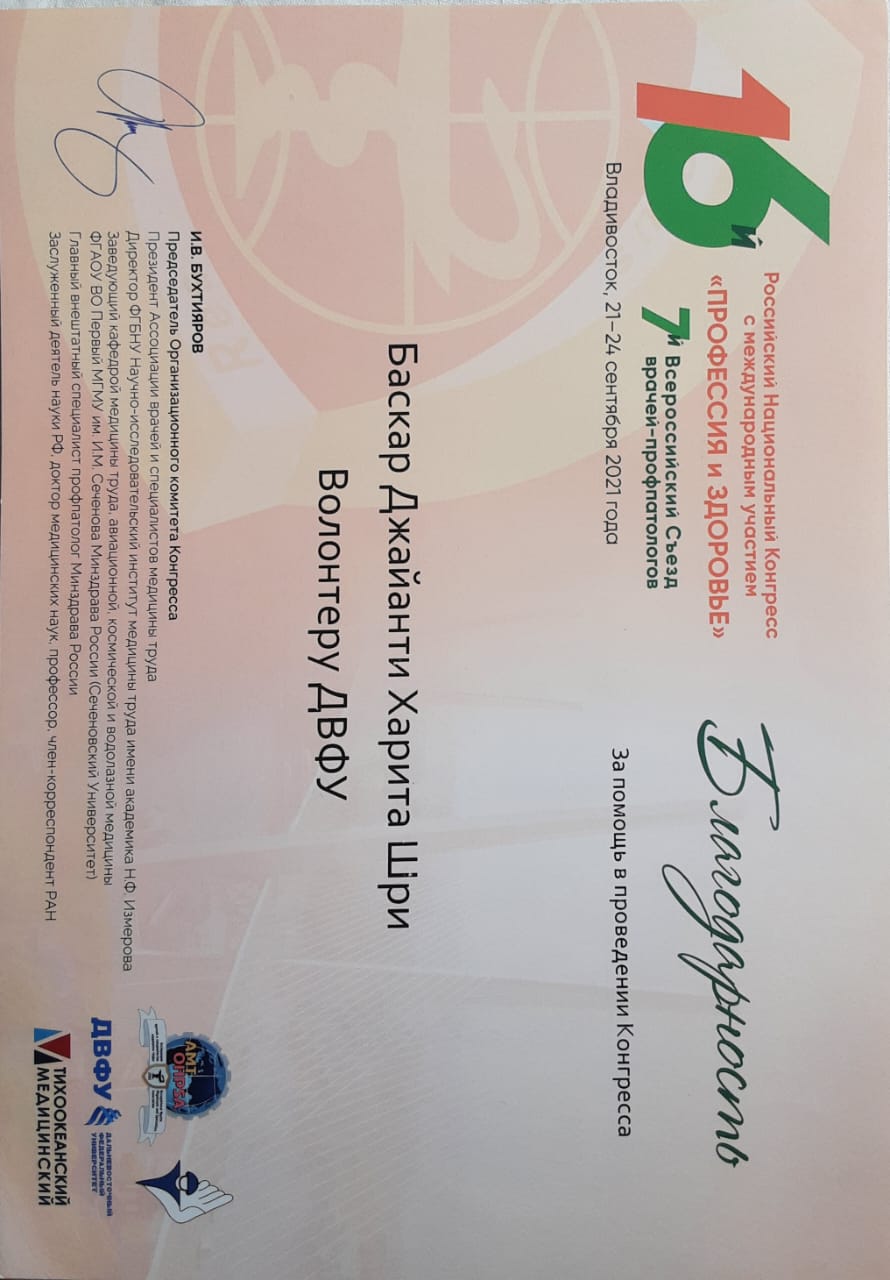 16й
Российский Национальный Конгресс
с международным участием
«ПРОФЕССИЯ и ЗДОРОВЬЕ»
7й Всероссийский Съезд
врачей-профпатологов
Владивосток, 21–24 сентября 2021 года
Благодарность
За помощь в проведении Конгресса
Баскар Джайанти Харита Шри
Волонтеру ДВФУ
И.В. БУХТИЯРОВ
Председатель Организационного комитета Конгресса
Президент Ассоциации врачей и специалистов медицины труда
Директор ФГБНУ Научно-исследовательский институт медицины труда имени академика Н.Ф. Измерова
Заведующий кафедрой медицины труда, авиационной, космической и водолазной медицины
ФГАОУ ВО Первый МГМУ им. И.М. Сеченова Минздрава России (Сеченовский Университет)
Главный внештатный специалист профпатолог Минздрава России
Заслуженный деятель науки РФ, доктор медицинских наук, профессор, член-корреспондент РАН
АМТ
OHPSA
ДВФУ
ДАЛЬНЕВОСТОЧНЫЙ
ФЕДЕРАЛЬНЫЙ
УНИВЕРСИТЕТ
ТИХООКЕАНСКИЙ
МЕДИЦИНСКИЙ